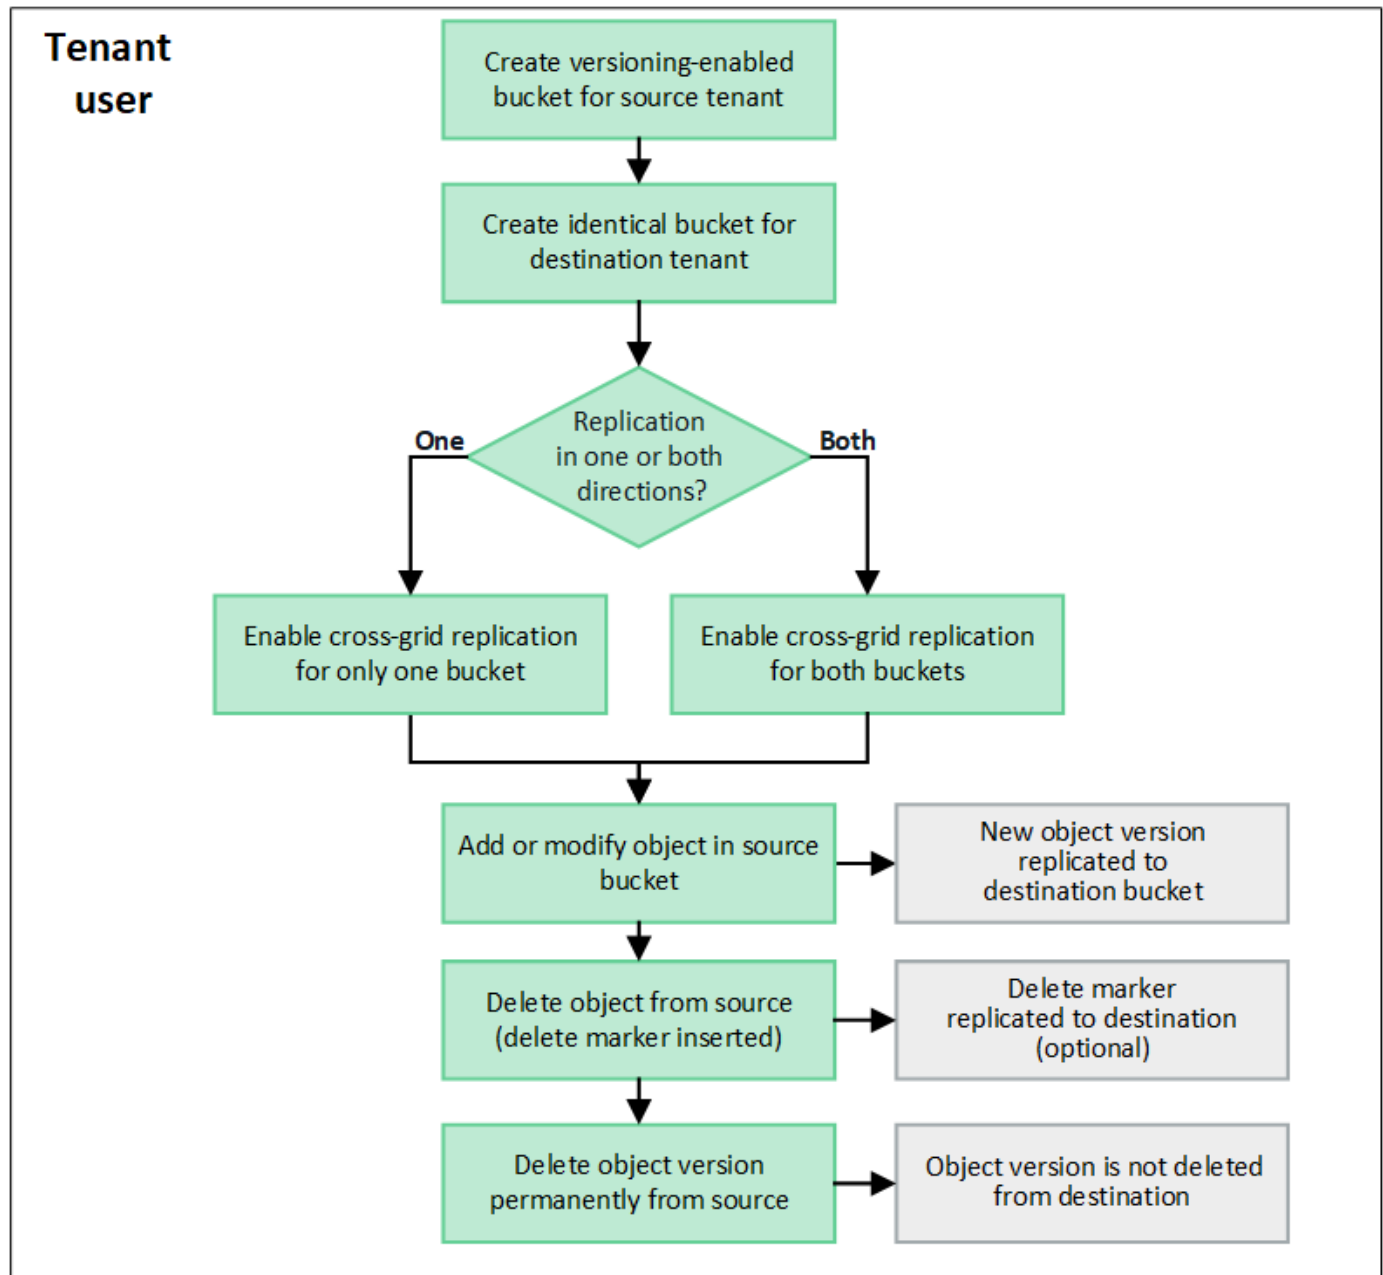 Tenant
user
Create versioning-enabled
bucket for source tenant
Create identical bucket for
destination tenant
Replication
in one or both
directions?
One
Both
Enable cross-grid replication
for only one bucket
Enable cross-grid replication
for both buckets
Add or modify object in source
bucket
New object version
replicated to
destination bucket
Delete object from source
(delete marker inserted)
Delete marker
replicated to destination
(optional)
Delete object version
permanently from source
Object version is not deleted
from destination